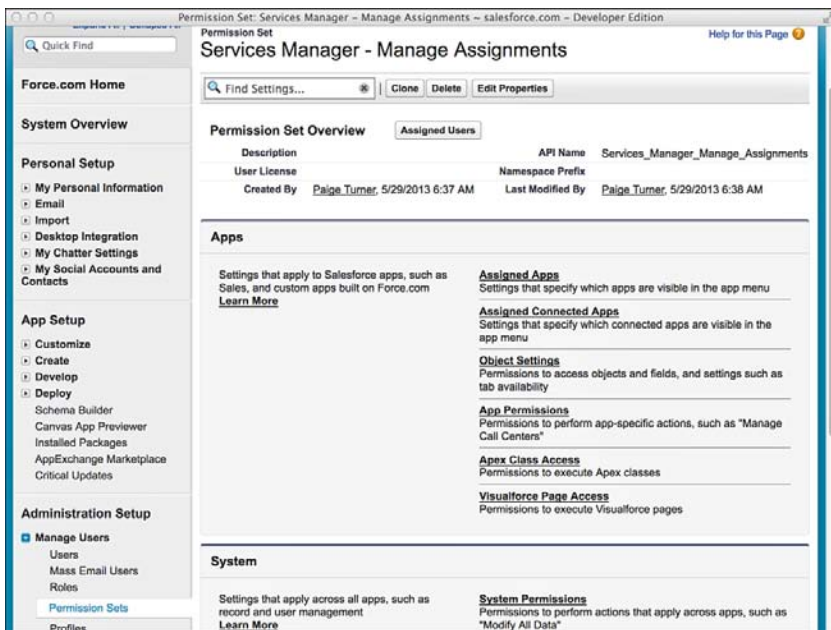 Permission Set: Services Manager – Manage Assignments ~ salesforce.com – Developer Edition
Quick Find
Force.com Home
System Overview
Personal Setup
My Personal Information
Email
Import
Desktop Integration
My Chatter Settings
My Social Accounts and
Contacts
App Setup
Customize
Create
Develop
Deploy
Schema Builder
Canvas App Previewer
Installed Packages
AppExchange Marketplace
Critical Updates
Administration Setup
Manage Users
Users
Mass Email Users
Roles
Permission Sets
Profiles
Permission Set
Services Manager - Manage Assignments
Help for this Page
Find Settings... | Clone Delete Edit Properties
Permission Set Overview Assigned Users
Description API Name Services_Manager_Manage_Assignments
User License Namespace Prefix
Created By Paige Turner, 5/29/2013 6:37 AM Last Modified By Paige Turner, 5/29/2013 6:38 AM
Apps
Settings that apply to Salesforce apps, such as
Sales, and custom apps built on Force.com
Learn More
Assigned Apps
Settings that specify which apps are visible in the app menu
Assigned Connected Apps
Settings that specify which connected apps are visible in the
app menu
Object Settings
Permissions to access objects and fields, and settings such as
tab availability
App Permissions
Permissions to perform app-specific actions, such as "Manage
Call Centers"
Apex Class Access
Permissions to execute Apex classes
Visualforce Page Access
Permissions to execute Visualforce pages
System
Settings that apply across all apps, such as
record and user management
Learn More
System Permissions
Permissions to perform actions that apply across apps, such as
"Modify All Data"